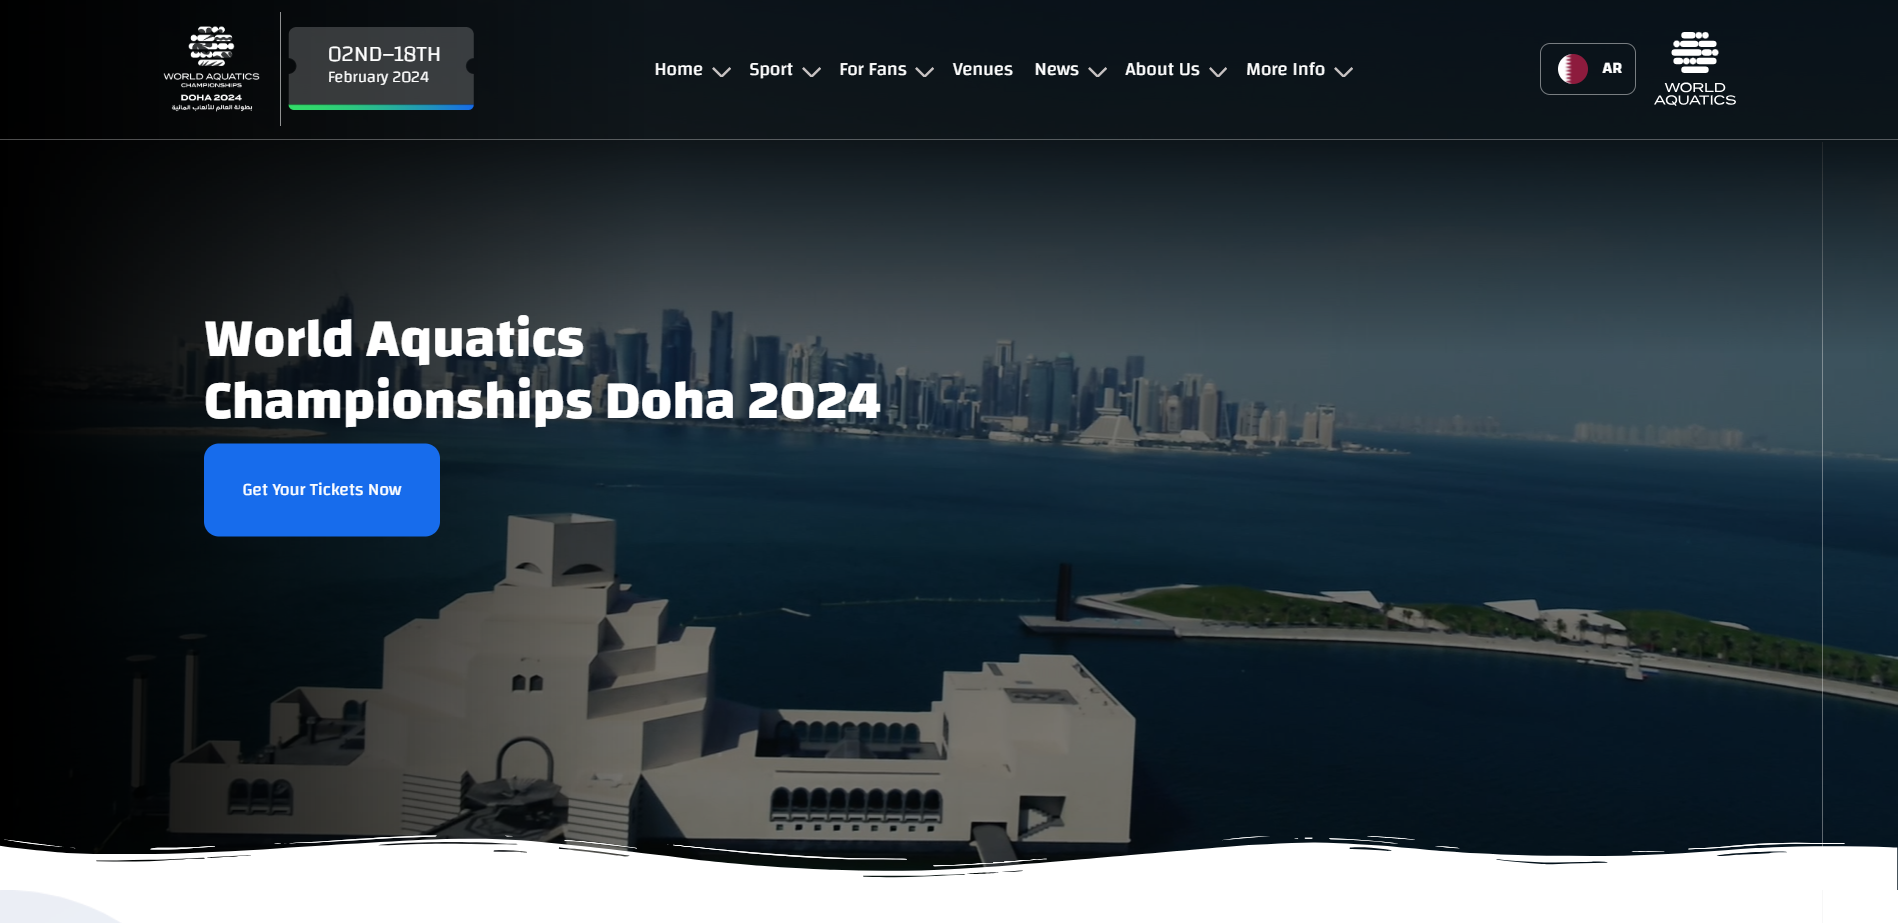 WORLD AQUATICS
CHAMPIONSHIPS
DOHA 2024
بطولة العالم للألعاب المائية
02ND–18TH
February 2024
Home
Sport
For Fans
Venues
News
About Us
More Info
AR
WORLD
AQUATICS
World Aquatics
Championships Doha 2024
Get Your Tickets Now